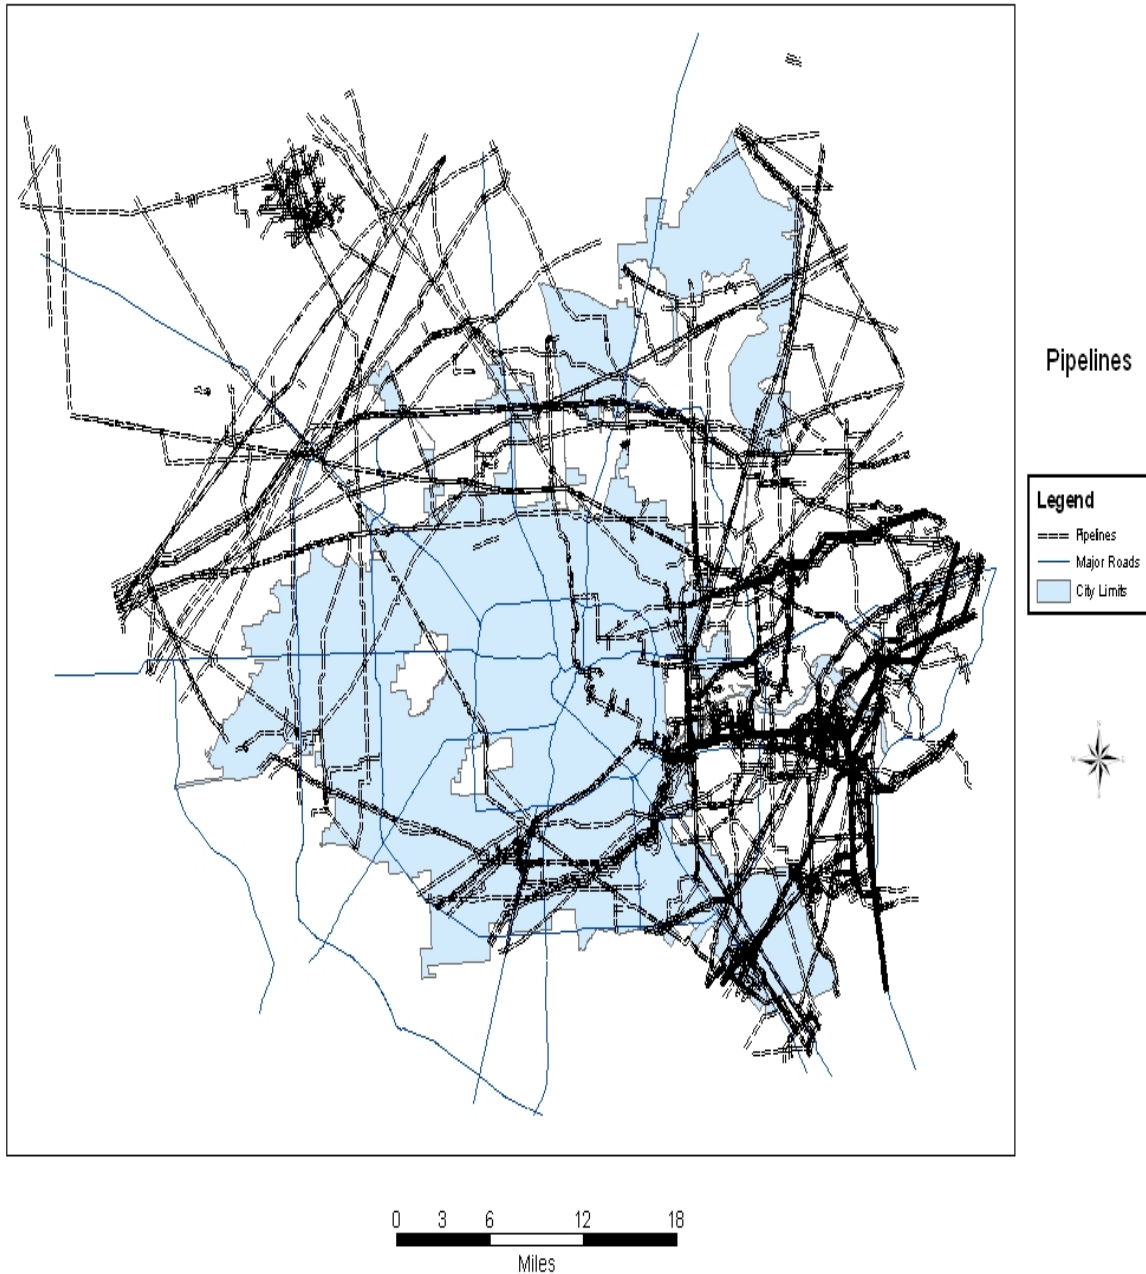 Pipelines
Legend
Pipelines
Major Roads
City Limits
N
0 3 6 12 18
Miles